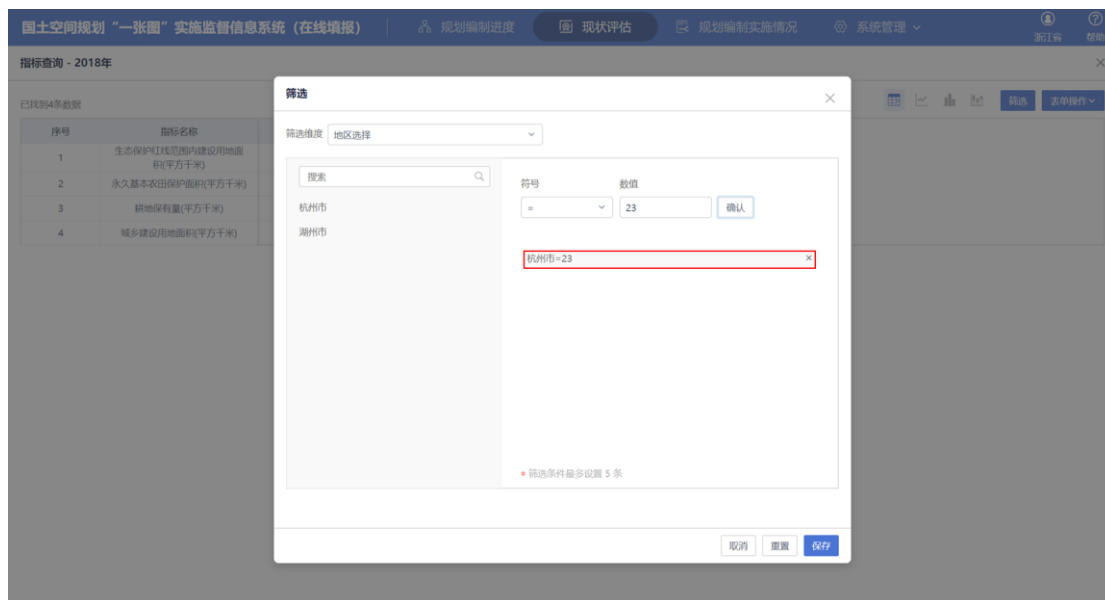 国土空间规划“一张图”实施监督信息系统（在线填报）
规划编制进度
现状评估
规划编制实施情况
系统管理
浙江省
帮助
指标查询 - 2018年
已找到4条数据
筛选
表单操作
序号
指标名称
1
生态保护红线范围内建设用地面
积(平方千米)
2
永久基本农田保护面积(平方千米)
3
耕地保有量(平方千米)
4
城乡建设用地面积(平方千米)
筛选
筛选维度
地区选择
搜索
杭州市
湖州市
符号
数值
=
23
确认
杭州市=23
* 筛选条件最多设置 5 条
取消
重置
保存